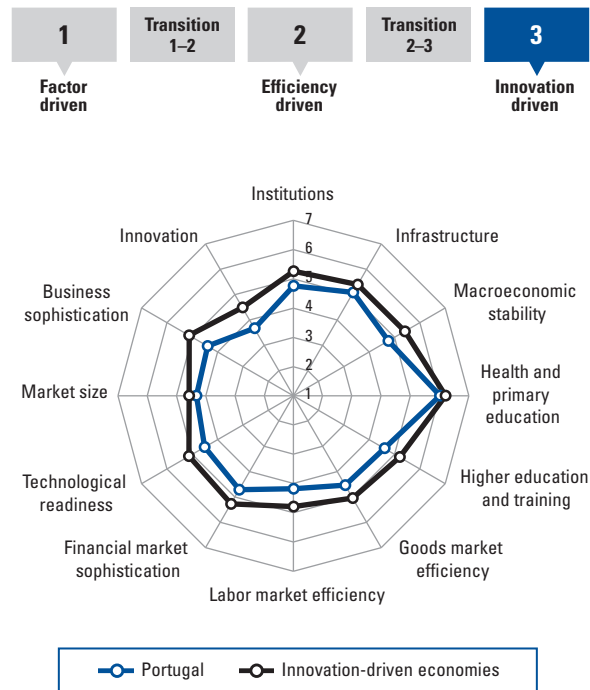 1
Transition
1–2
2
Transition
2–3
3
Factor
driven
Efficiency
driven
Innovation
driven
Institutions
Innovation
7
Infrastructure
6
5
Business
sophistication
4
Macroeconomic
stability
3
2
Market size
1
Health and
primary
education
Technological
readiness
Higher education
and training
Financial market
sophistication
Goods market
efficiency
Labor market efficiency
Portugal
Innovation-driven economies